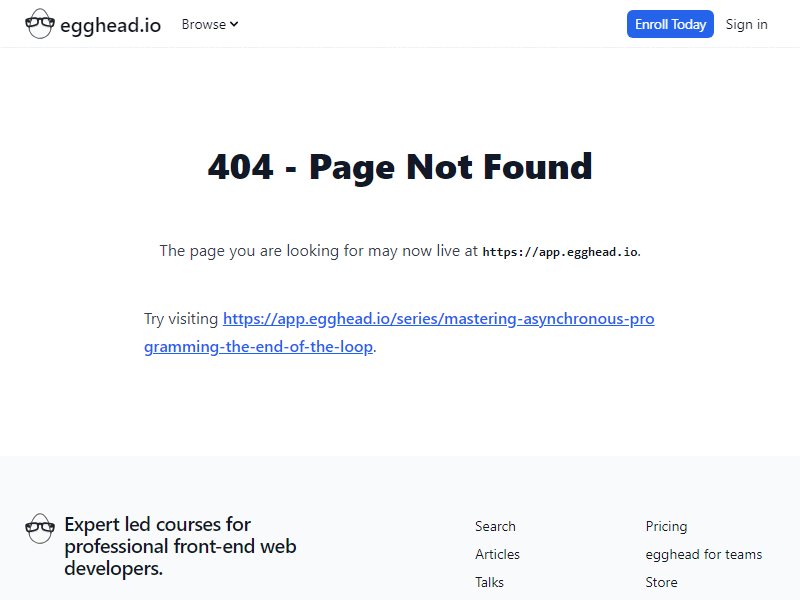 egghead.io Browse Enroll Today Sign in
404 - Page Not Found
The page you are looking for may now live at https://app.egghead.io.
Try visiting https://app.egghead.io/series/mastering-asynchronous-pro
gramming-the-end-of-the-loop.
Expert led courses for
professional front-end web
developers.
Search
Articles
Talks
Pricing
egghead for teams
Store